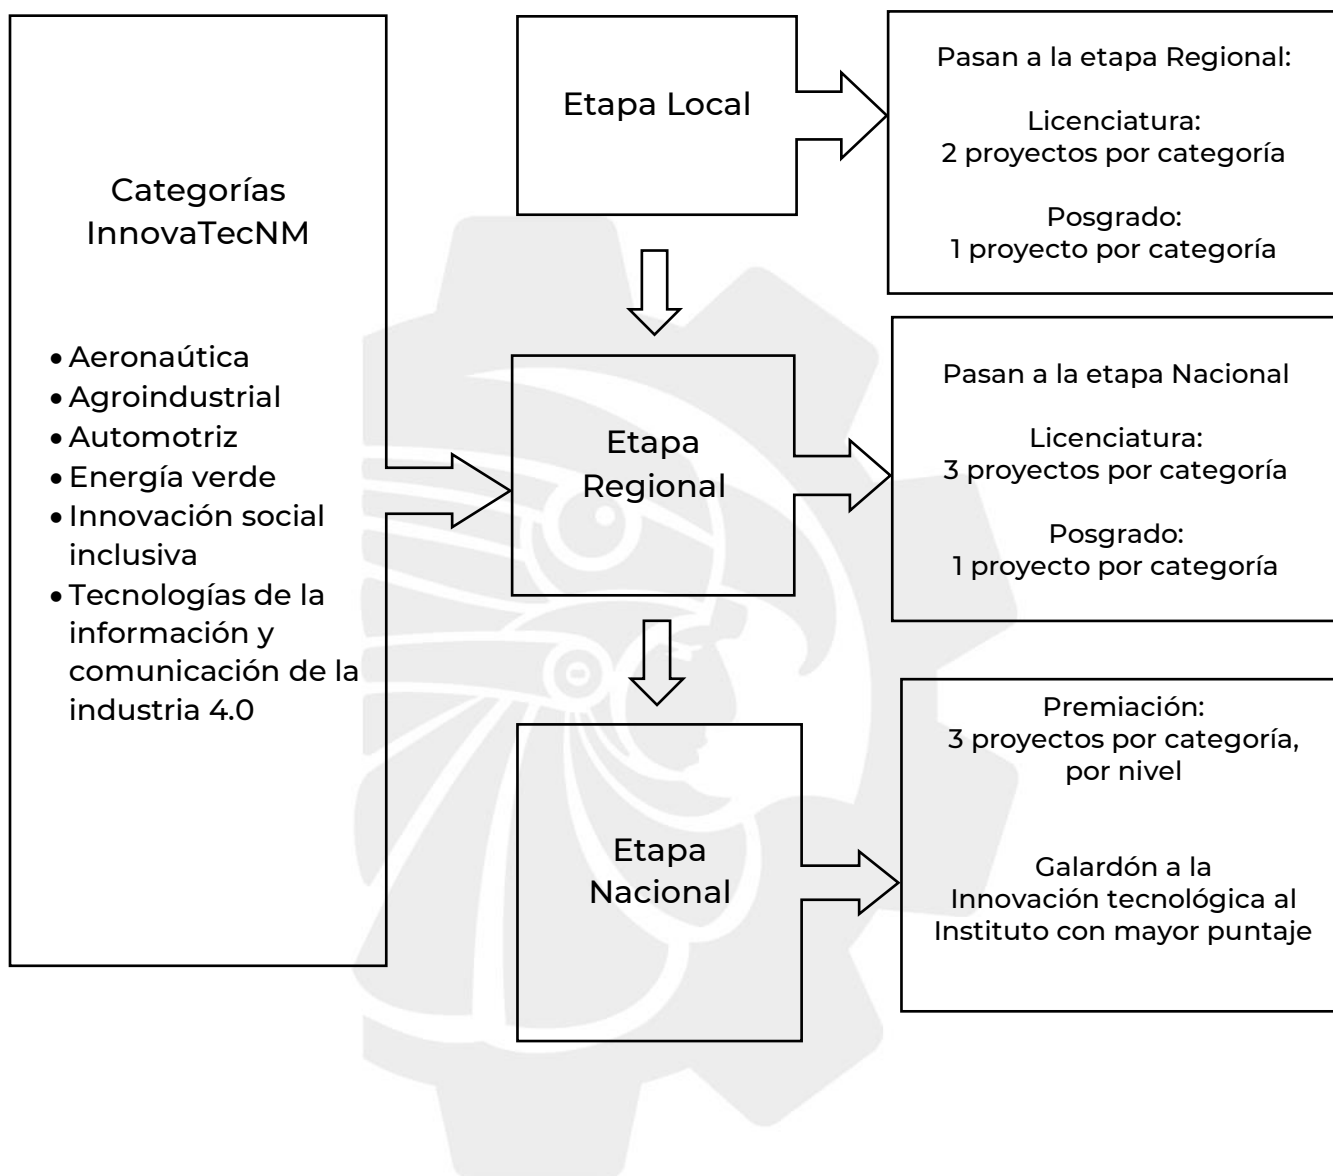 Categorías
InnovaTecNM
• Aeronaútica
• Agroindustrial
• Automotriz
• Energía verde
• Innovación social
inclusiva
• Tecnologías de la
información y
comunicación de la
industria 4.0
Etapa Local
Pasan a la etapa Regional:
Licenciatura:
2 proyectos por categoría
Posgrado:
1 proyecto por categoría
Etapa
Regional
Pasan a la etapa Nacional
Licenciatura:
3 proyectos por categoría
Posgrado:
1 proyecto por categoría
Etapa
Nacional
Premiación:
3 proyectos por categoría,
por nivel
Galardón a la
Innovación tecnológica al
Instituto con mayor puntaje